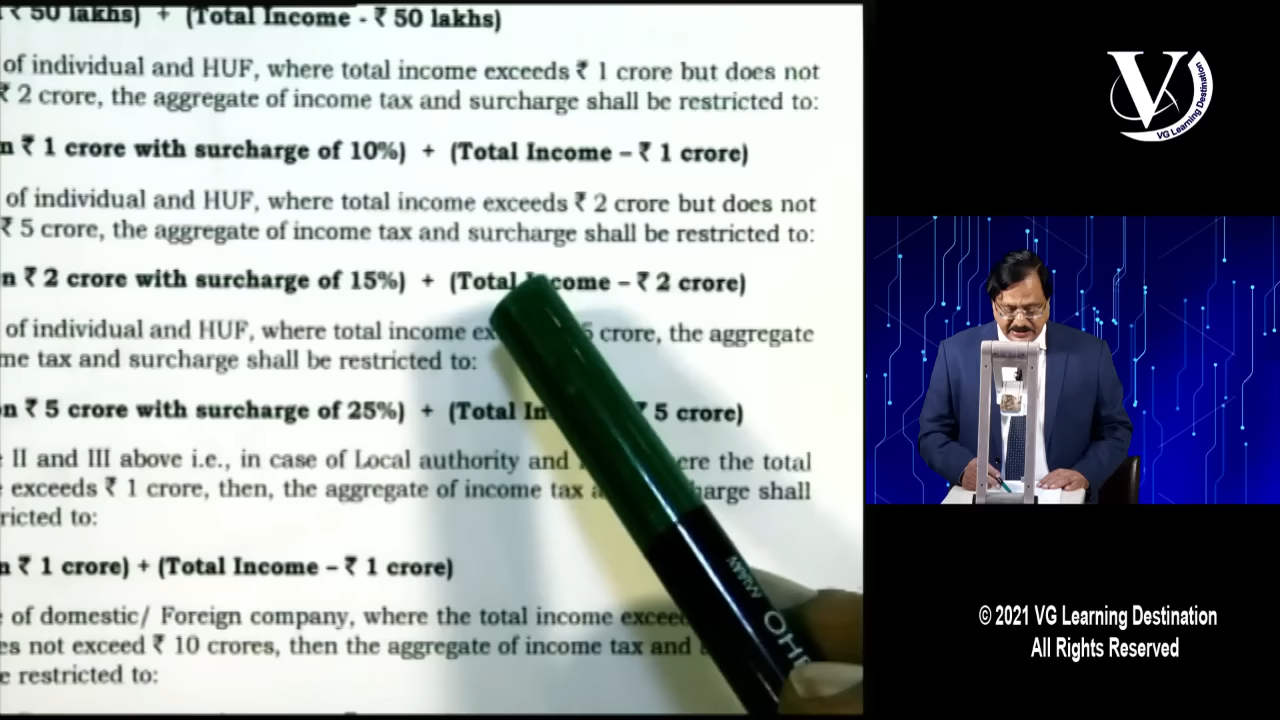 ₹ 50 lakhs) + (Total Income - ₹ 50 lakhs)
of individual and HUF, where total income exceeds ₹ 1 crore but does not
₹ 2 crore, the aggregate of income tax and surcharge shall be restricted to:
n ₹ 1 crore with surcharge of 10%) + (Total Income – ₹ 1 crore)
of individual and HUF, where total income exceeds ₹ 2 crore but does not
₹ 5 crore, the aggregate of income tax and surcharge shall be restricted to:
n ₹ 2 crore with surcharge of 15%) + (Total Income – ₹ 2 crore)
of individual and HUF, where total income ex 5 crore, the aggregate
me tax and surcharge shall be restricted to:
on ₹ 5 crore with surcharge of 25%) + (Total In ₹ 5 crore)
II and III above i.e., in case of Local authority and ere the total
exceeds ₹ 1 crore, then, the aggregate of income tax a harge shall
ricted to:
n ₹ 1 crore) + (Total Income – ₹ 1 crore)
of domestic/ Foreign company, where the total income excee
es not exceed ₹ 10 crores, then the aggregate of income tax and
e restricted to:
V
VG Learning Destination
© 2021 VG Learning Destination
All Rights Reserved